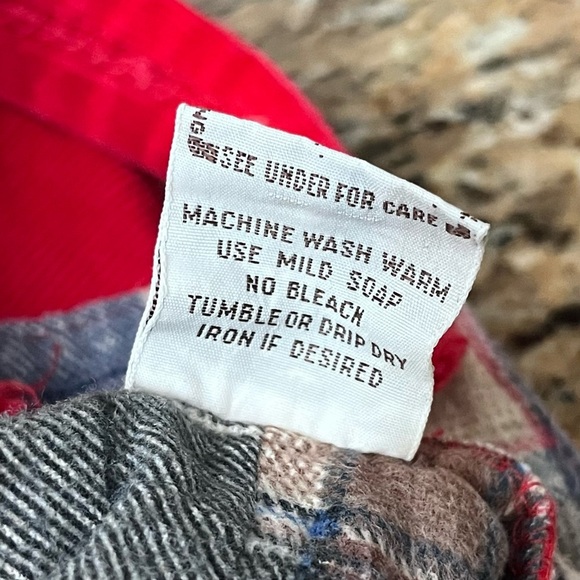 SEE UNDER FOR CARE
MACHINE WASH WARM
USE MILD SOAP
NO BLEACH
TUMBLE OR DRIP DRY
IRON IF DESIRED